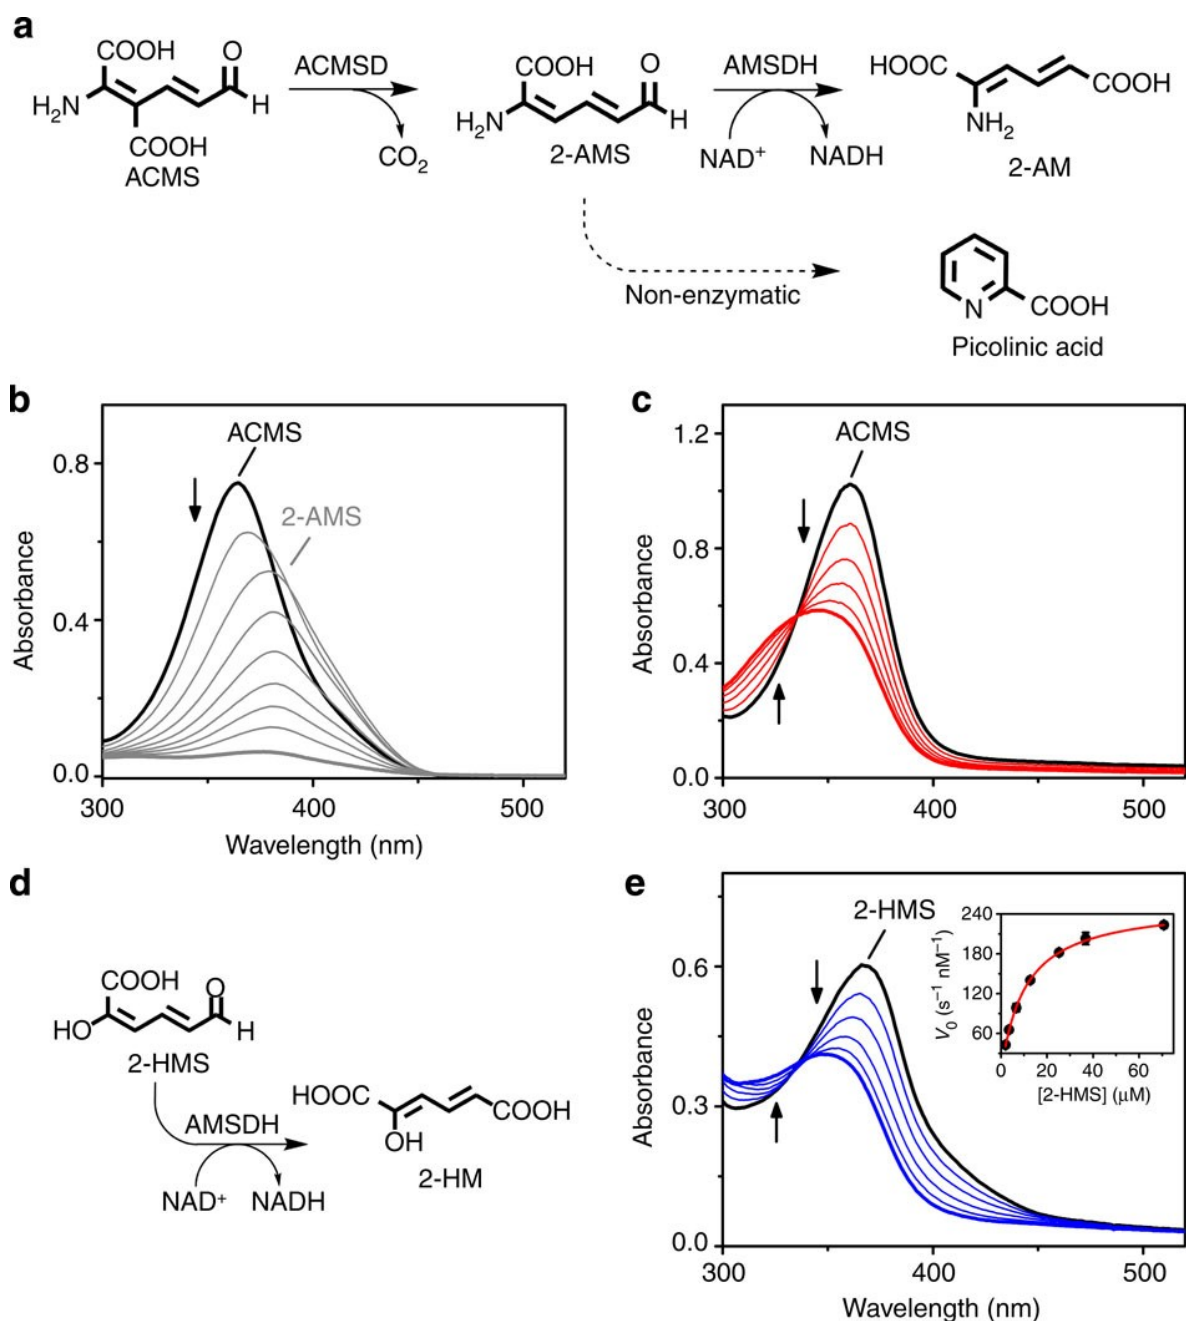 a
COOH
O
H₂N
H
COOH
ACMS
ACMSD
CO₂
COOH
O
H₂N
H
2-AMS
AMSDH
NAD⁺
NADH
HOOC
COOH
NH₂
2-AM
Non-enzymatic
N
COOH
Picolinic acid
b
ACMS
2-AMS
Absorbance
0.8
0.4
0.0
300
400
500
Wavelength (nm)
c
ACMS
Absorbance
1.2
0.8
0.4
0.0
300
400
500
d
COOH
O
HO
H
2-HMS
AMSDH
NAD⁺
NADH
HOOC
COOH
OH
2-HM
e
2-HMS
Absorbance
0.6
0.3
0.0
300
400
500
Wavelength (nm)
V₀ (s⁻¹ nM⁻¹)
240
180
120
60
0
20
40
60
[2-HMS] (μM)